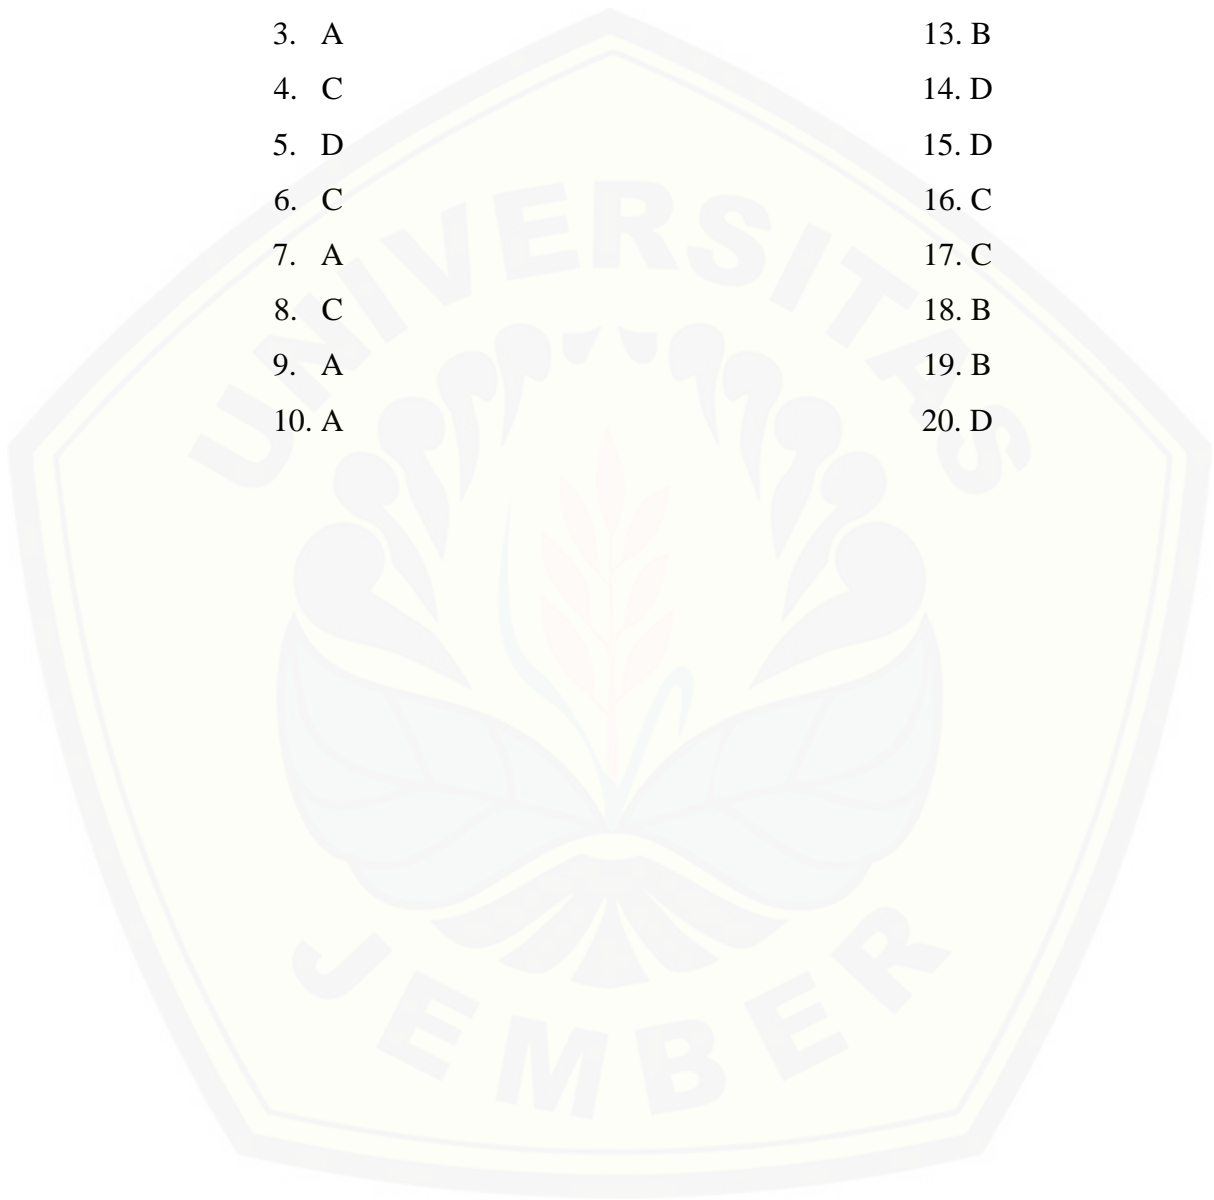 3. A
4. C
5. D
6. C
7. A
8. C
9. A
10. A
13. B
14. D
15. D
16. C
17. C
18. B
19. B
20. D
UNIVERSITAS
JEMBER